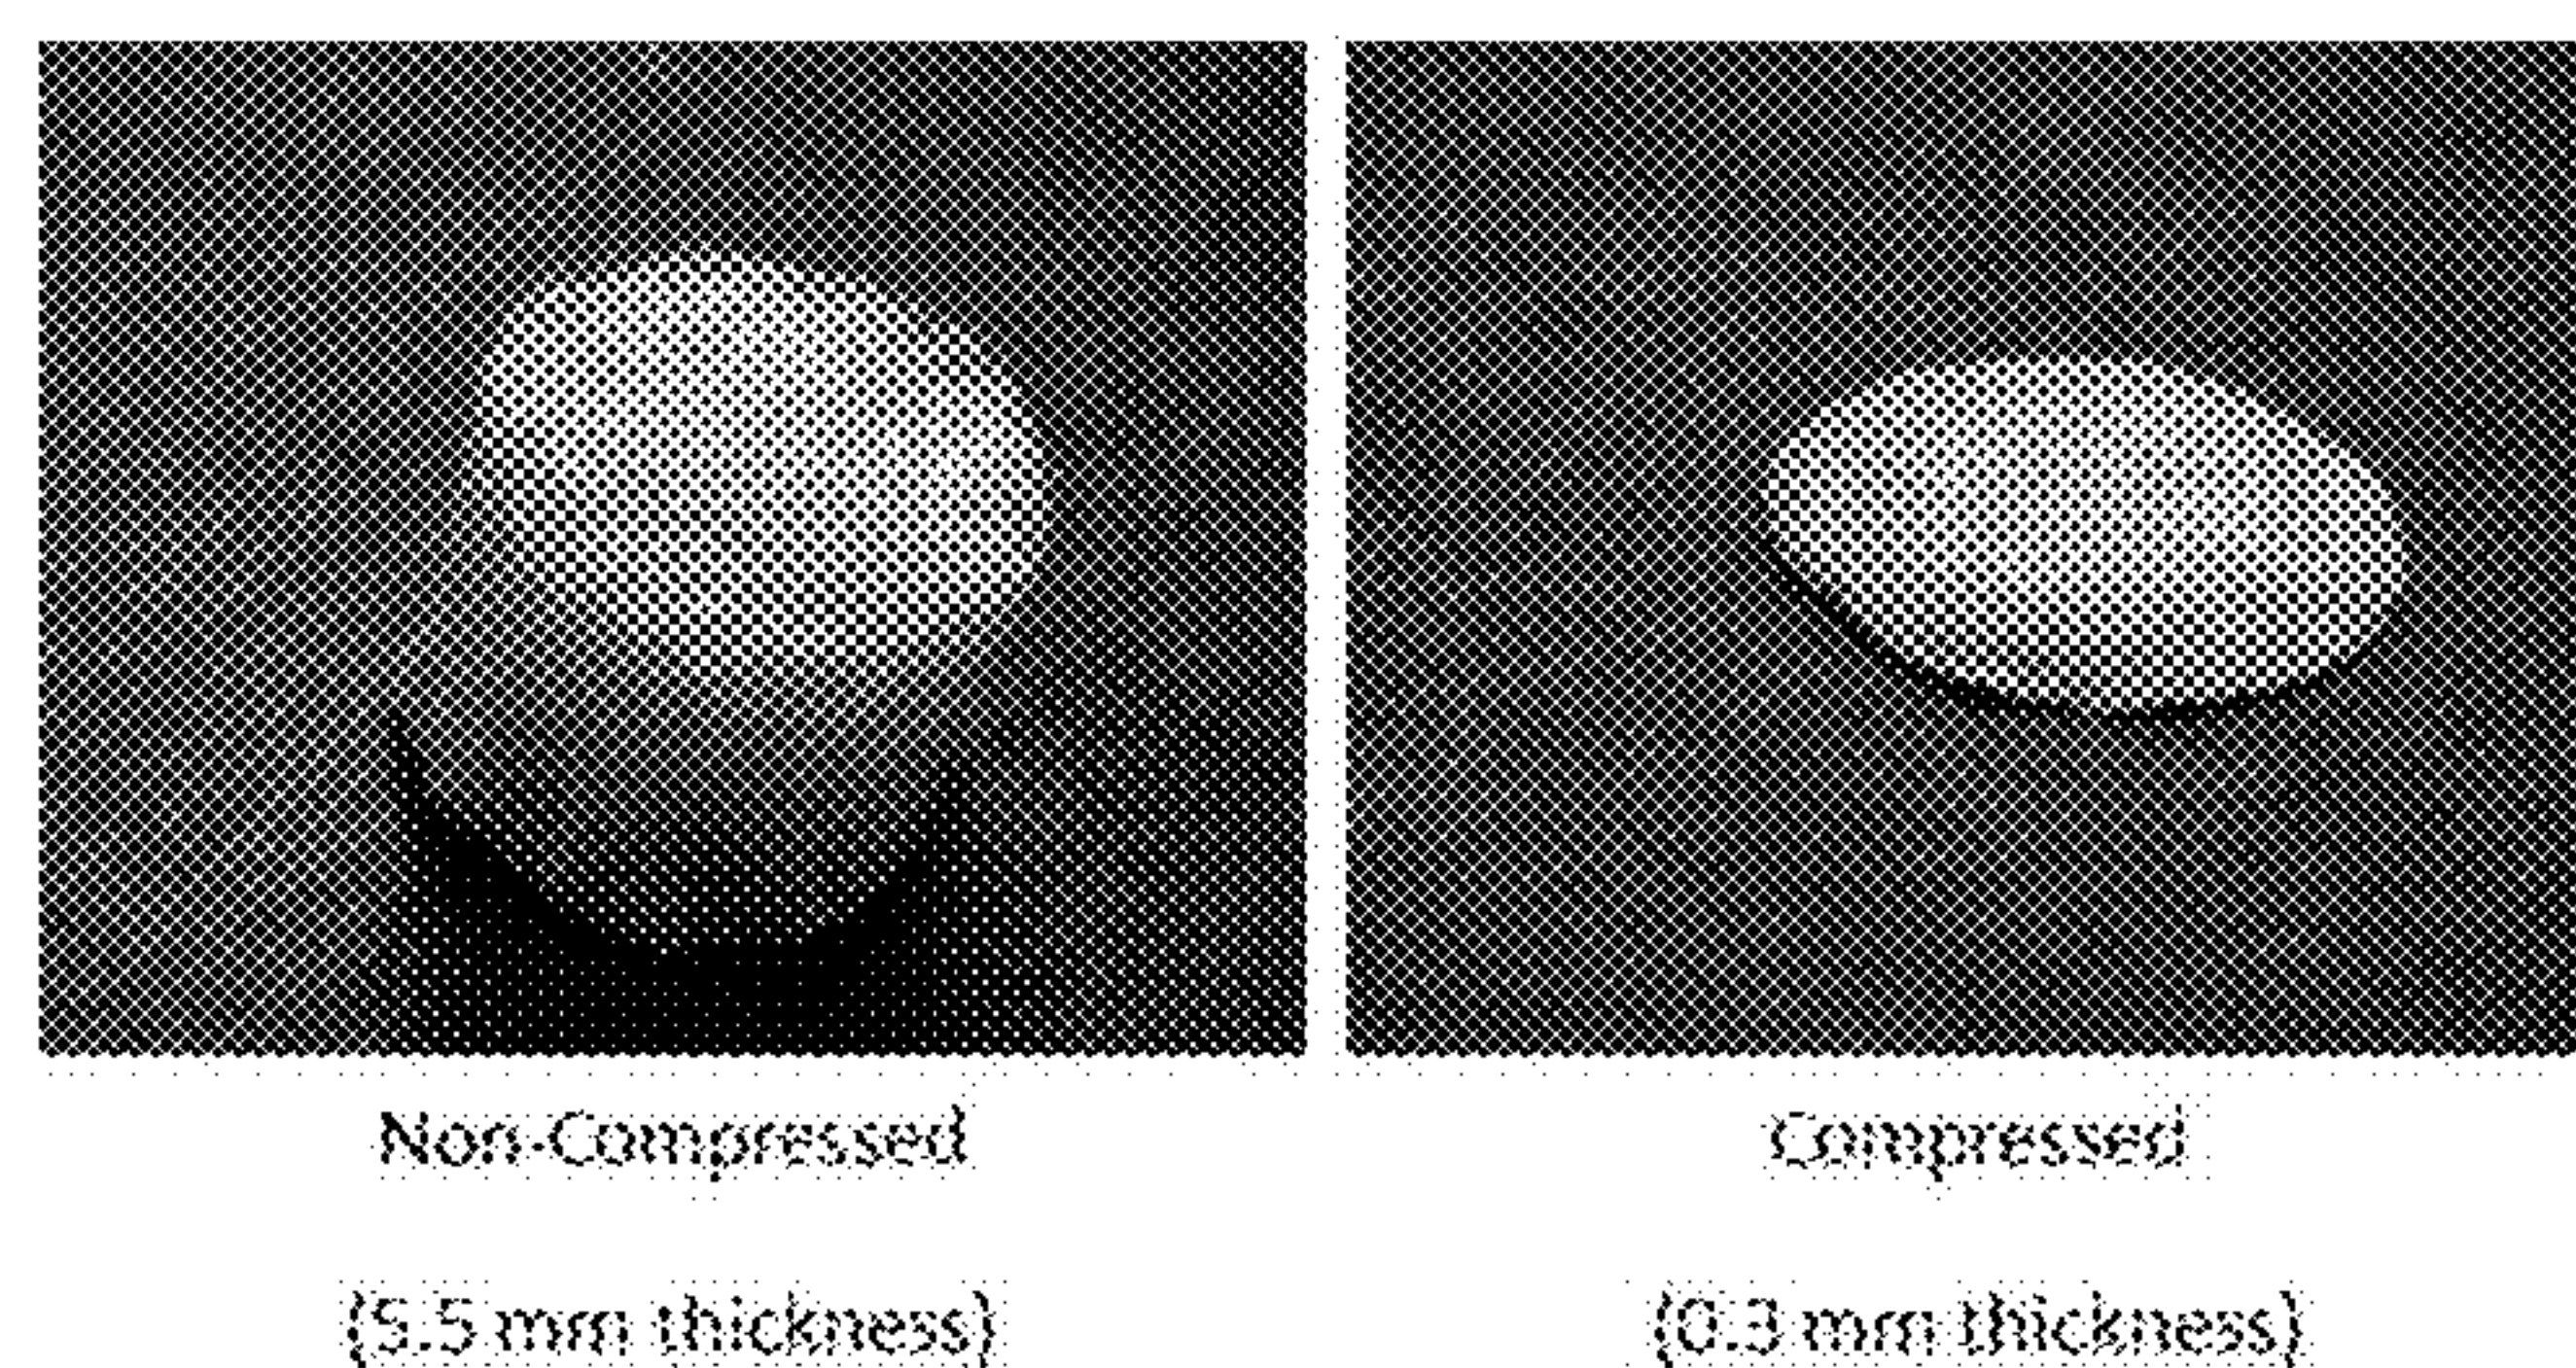 Non-Compressed
Compressed
(5.5 mm thickness)
(0.3 mm thickness)